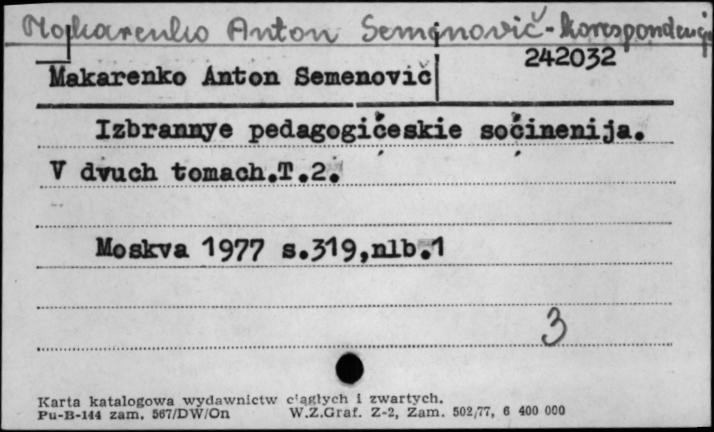 Makarenko Anton Semenovič - korespondencja
242032
Makarenko Anton Semenovič
Izbrannye pedagogičeskie sočinenija.
V dvuch tomach.T.2.
Moskva 1977 s.319,nlb.1
3
Karta katalogowa wydawnictw ciągłych i zwartych.
Pu-B-144 zam. 567/DW/On W.Z.Graf. Z-2, Zam. 502/77, 6 400 000